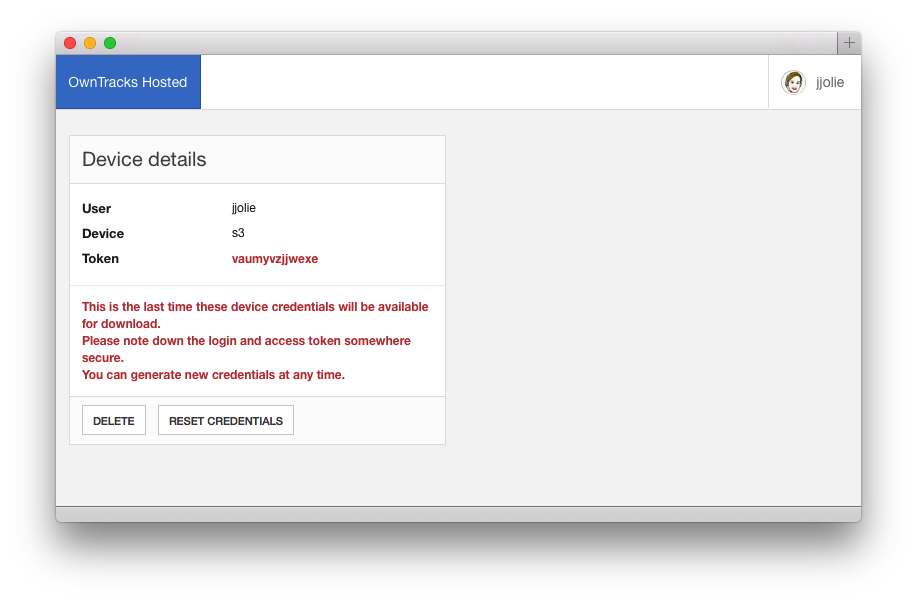 OwnTracks Hosted
jjolie
Device details
User jjolie
Device s3
Token vaumyvzjjwexe
This is the last time these device credentials will be available
for download.
Please note down the login and access token somewhere
secure.
You can generate new credentials at any time.
DELETE RESET CREDENTIALS